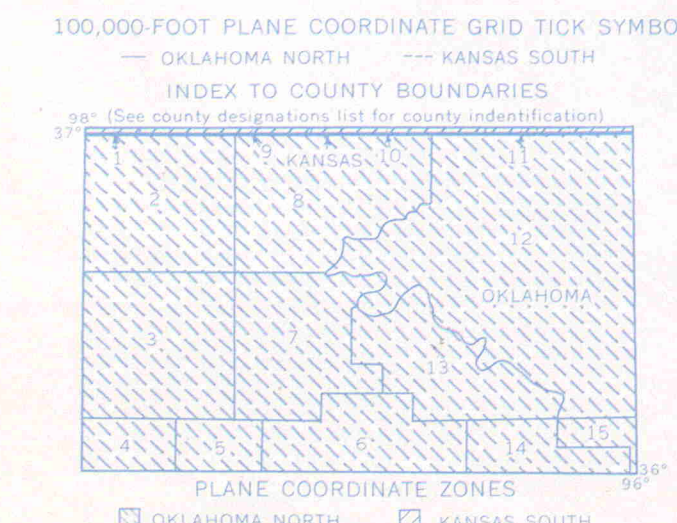 100,000-FOOT PLANE COORDINATE GRID TICK SYMBO
OKLAHOMA NORTH --- KANSAS SOUTH
INDEX TO COUNTY BOUNDARIES
98° (See county designations list for county indentification)
37°
1 9 KANSAS 10 11
2 8
12
OKLAHOMA
3 7
13
4 5 6 14 15
36°
96°
PLANE COORDINATE ZONES
OKLAHOMA NORTH KANSAS SOUTH